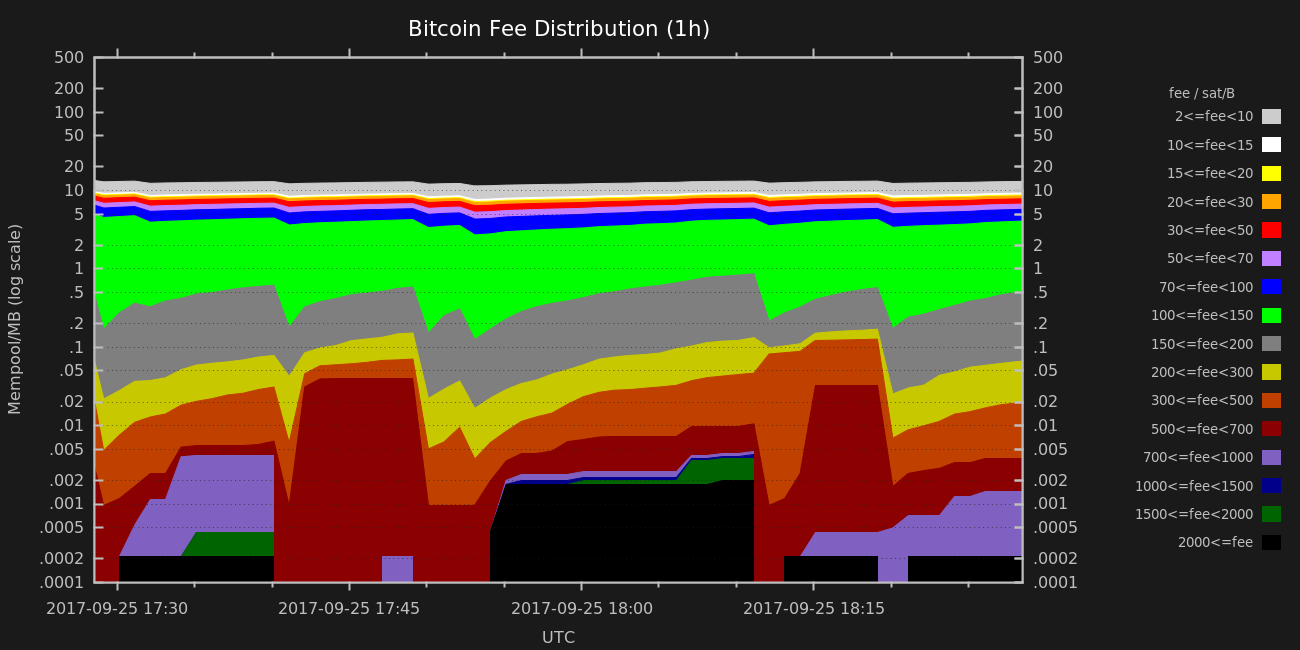 Bitcoin Fee Distribution (1h)
500
200
100
50
20
10
5
2
1
.5
.2
.1
.05
.02
.01
.005
.002
.001
.0005
.0002
.0001
Mempool/MB (log scale)
500
200
100
50
20
10
5
2
1
.5
.2
.1
.05
.02
.01
.005
.002
.001
.0005
.0002
.0001
2017-09-25 17:30
2017-09-25 17:45
2017-09-25 18:00
2017-09-25 18:15
UTC
fee / sat/B
2<=fee<10
10<=fee<15
15<=fee<20
20<=fee<30
30<=fee<50
50<=fee<70
70<=fee<100
100<=fee<150
150<=fee<200
200<=fee<300
300<=fee<500
500<=fee<700
700<=fee<1000
1000<=fee<1500
1500<=fee<2000
2000<=fee